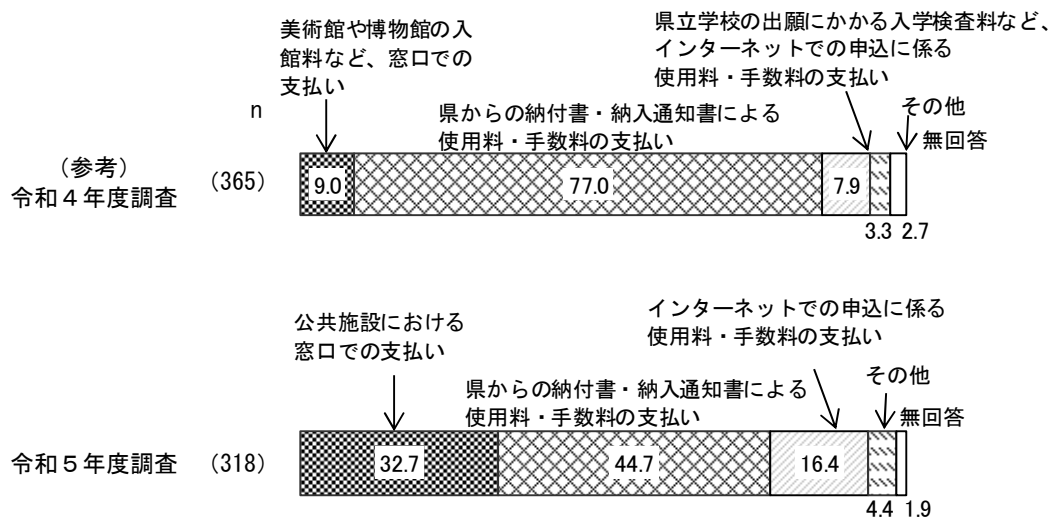 美術館や博物館の入
館料など、窓口での
支払い
県立学校の出願にかかる入学検査料など、
インターネットでの申込に係る
使用料・手数料の支払い
n
県からの納付書・納入通知書による
使用料・手数料の支払い
その他
無回答
（参考）
令和４年度調査
(365)
9.0
77.0
7.9
3.3
2.7
公共施設における
窓口での支払い
インターネットでの申込に係る
使用料・手数料の支払い
県からの納付書・納入通知書による
使用料・手数料の支払い
その他
無回答
令和５年度調査
(318)
32.7
44.7
16.4
4.4
1.9